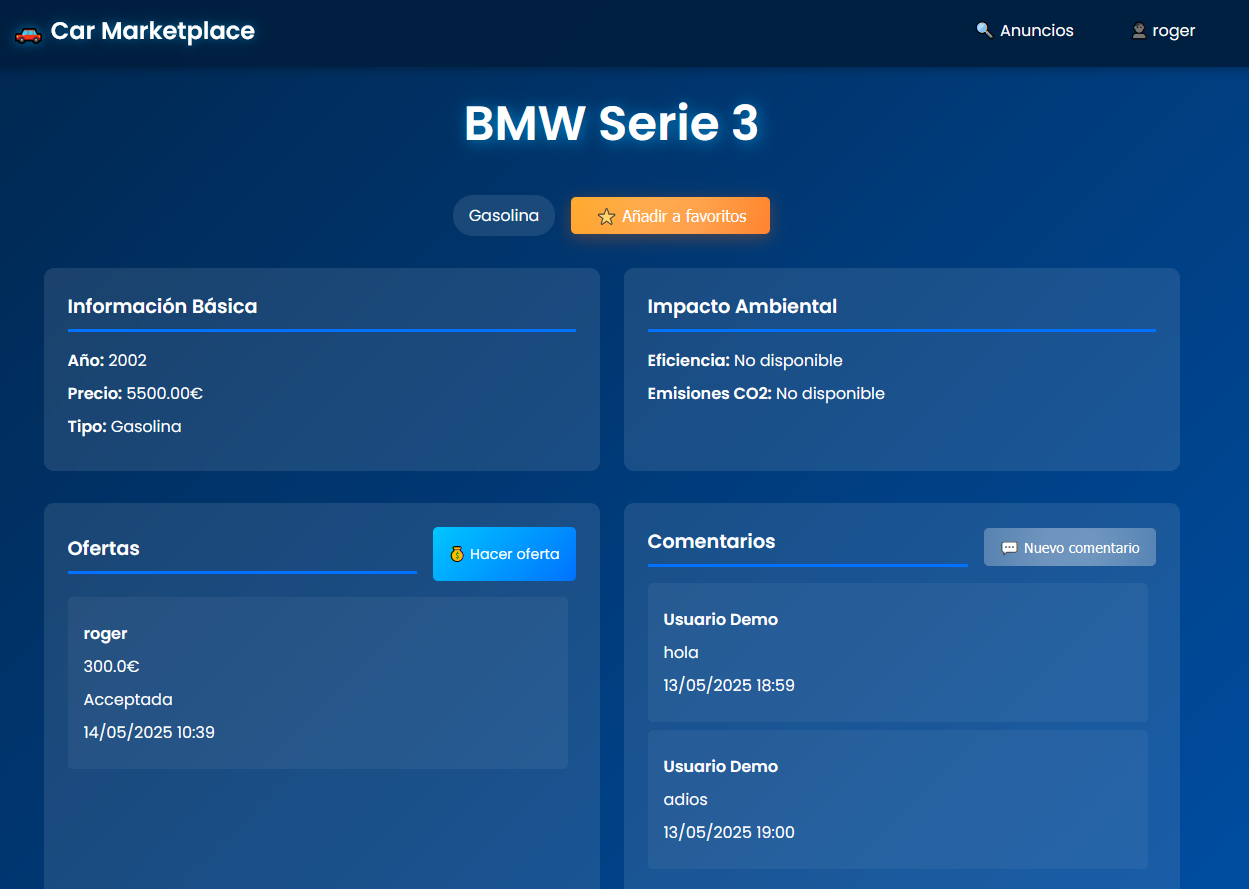 Car Marketplace
Anuncios
roger
BMW Serie 3
Gasolina
Añadir a favoritos
Información Básica
Año: 2002
Precio: 5500.00€
Tipo: Gasolina
Impacto Ambiental
Eficiencia: No disponible
Emisiones CO2: No disponible
Ofertas
Hacer oferta
roger
300.0€
Acceptada
14/05/2025 10:39
Comentarios
Nuevo comentario
Usuario Demo
hola
13/05/2025 18:59
Usuario Demo
adios
13/05/2025 19:00